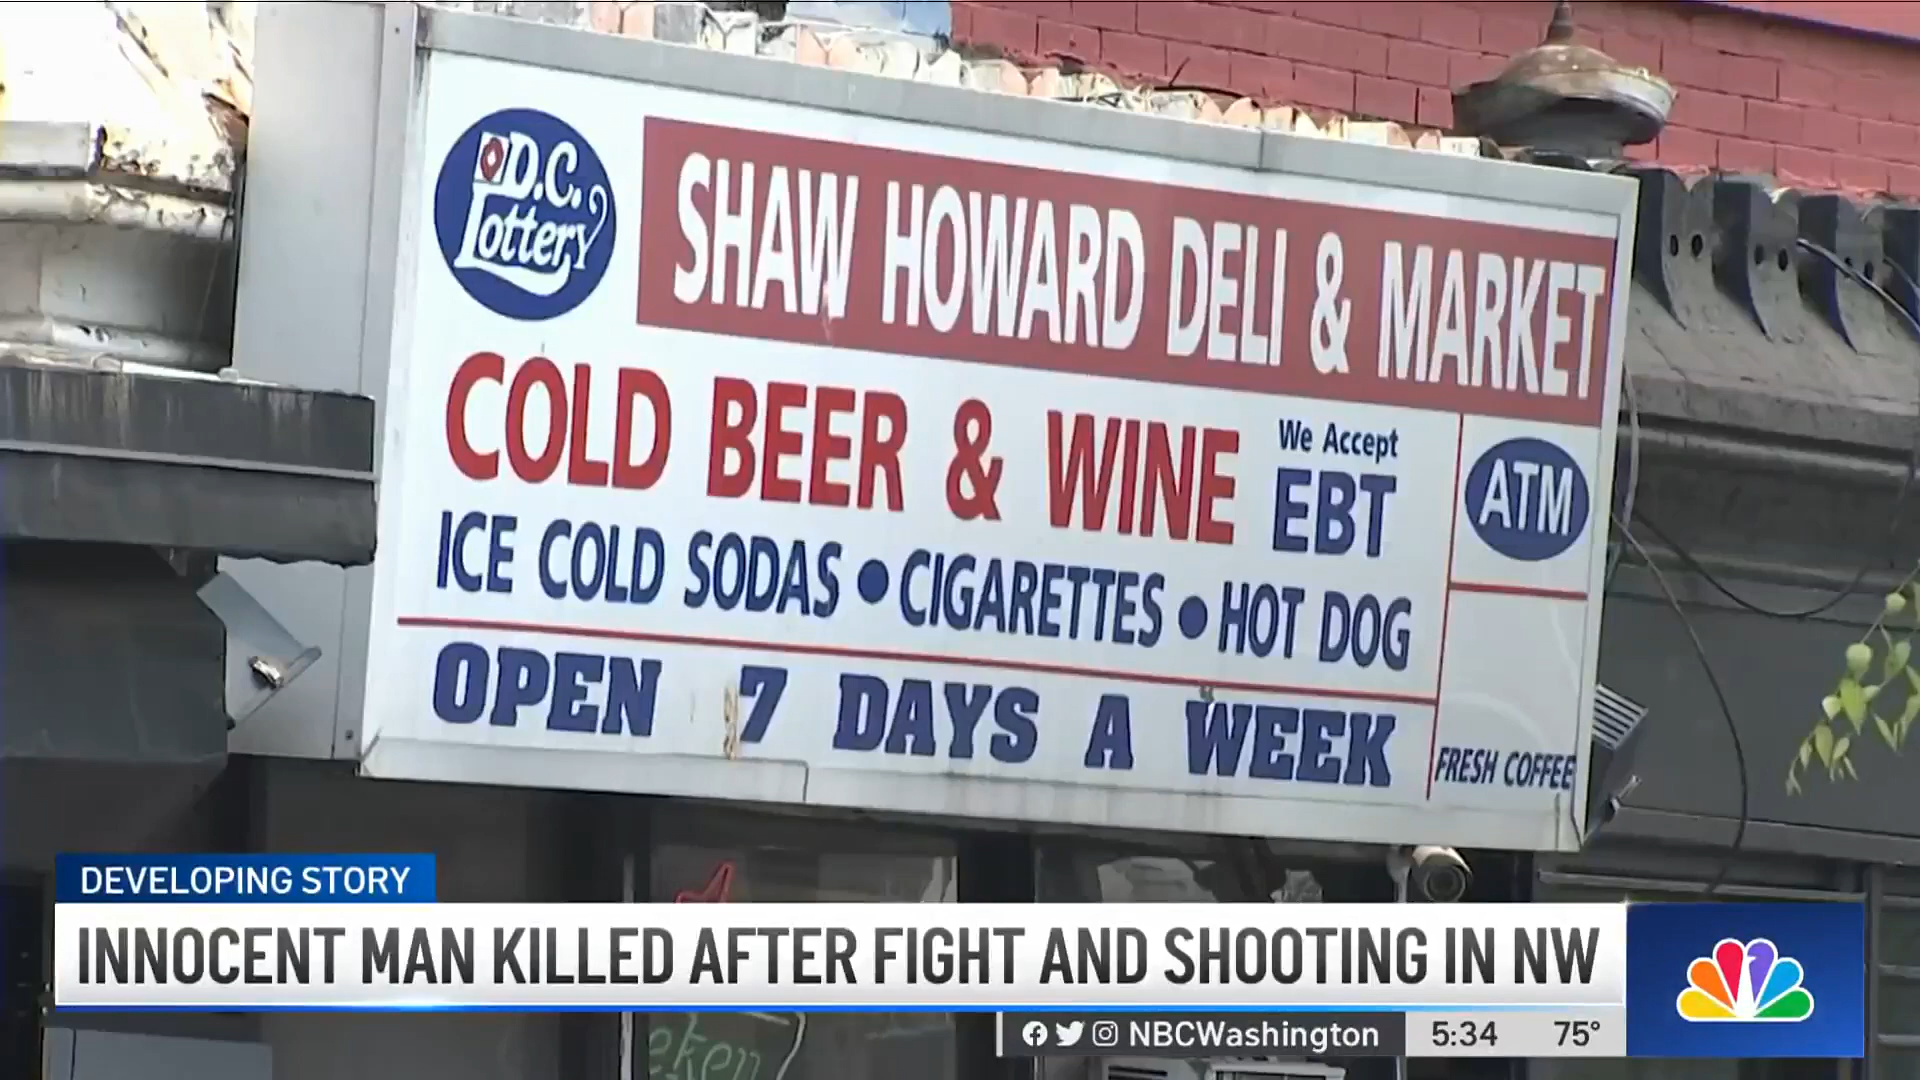 D.C.
Lottery
SHAW HOWARD DELI & MARKET
COLD BEER & WINE
We Accept
EBT
ATM
ICE COLD SODAS • CIGARETTES • HOT DOG
OPEN 7 DAYS A WEEK
FRESH COFFEE
DEVELOPING STORY
INNOCENT MAN KILLED AFTER FIGHT AND SHOOTING IN NW
NBCWashington 5:34 75°